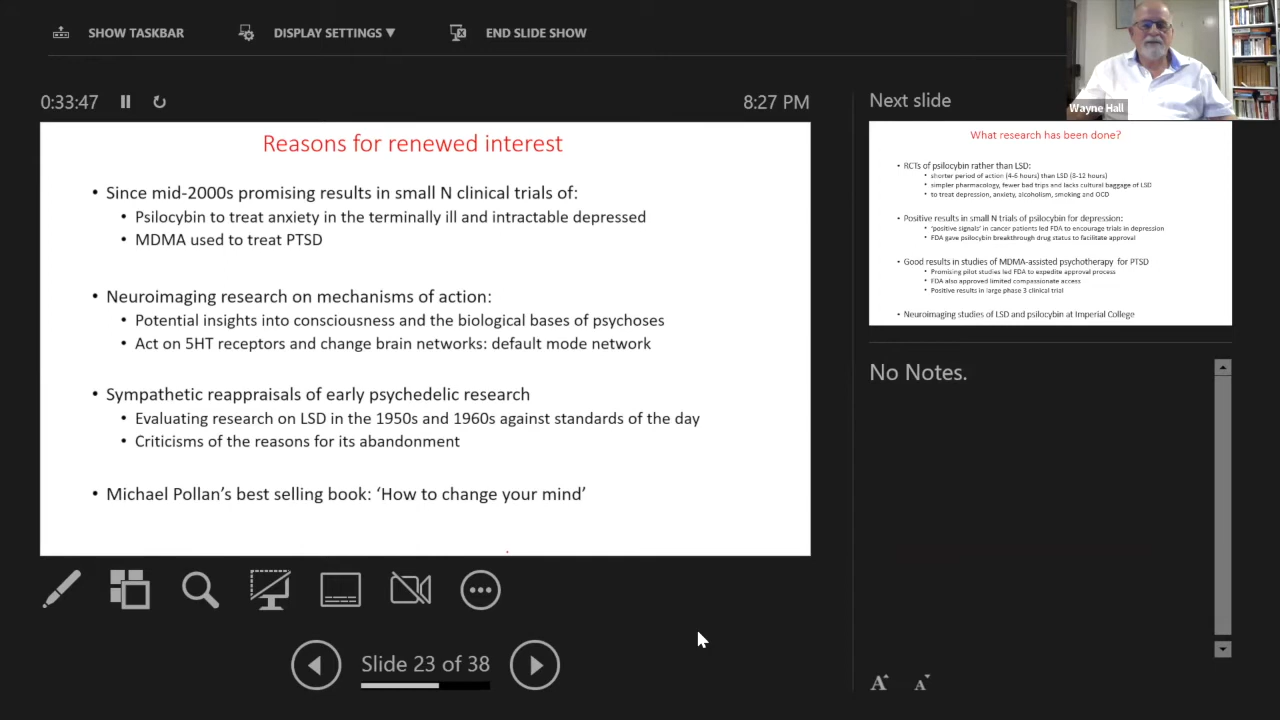 SHOW TASKBAR
DISPLAY SETTINGS ▼
END SLIDE SHOW
0:33:47
8:27 PM
Reasons for renewed interest
• Since mid-2000s promising results in small N clinical trials of:
• Psilocybin to treat anxiety in the terminally ill and intractable depressed
• MDMA used to treat PTSD
• Neuroimaging research on mechanisms of action:
• Potential insights into consciousness and the biological bases of psychoses
• Act on 5HT receptors and change brain networks: default mode network
• Sympathetic reappraisals of early psychedelic research
• Evaluating research on LSD in the 1950s and 1960s against standards of the day
• Criticisms of the reasons for its abandonment
• Michael Pollan's best selling book: 'How to change your mind'
Slide 23 of 38
Next slide
Wayne Hall
What research has been done?
• RCTs of psilocybin rather than LSD:
• shorter period of action (4-6 hours) than LSD (8-12 hours)
• simpler pharmacology, fewer bad trips and lacks cultural baggage of LSD
• to treat depression, anxiety, alcoholism, smoking and OCD
• Positive results in small N trials of psilocybin for depression:
• 'positive signals' in cancer patients led FDA to encourage trials in depression
• FDA gave psilocybin breakthrough drug status to facilitate approval
• Good results in studies of MDMA-assisted psychotherapy for PTSD
• Promising pilot studies led FDA to expedite approval process
• FDA also approved limited compassionate access
• Positive results in large phase 3 clinical trial
• Neuroimaging studies of LSD and psilocybin at Imperial College
No Notes.
A A